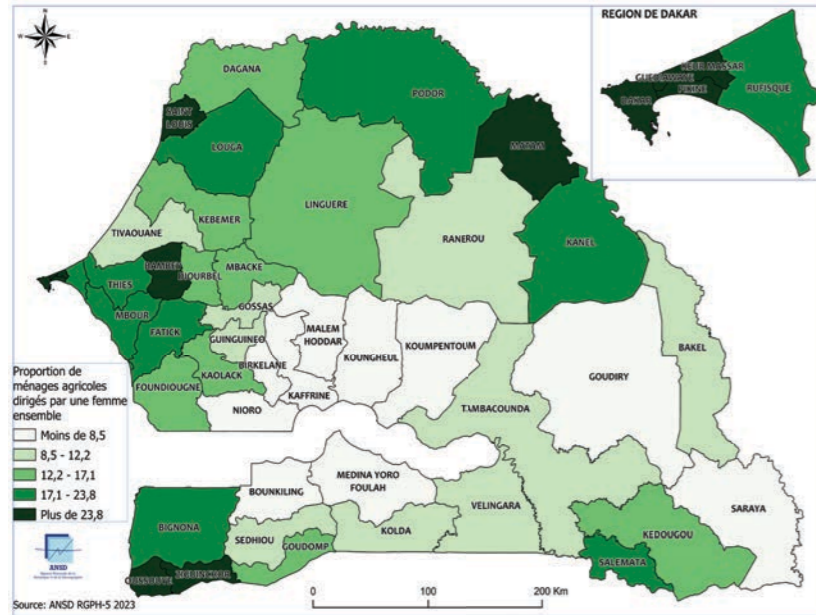 REGION DE DAKAR
KEUR MASSAR
GUEDIAWAYE
PIKINE
RUFISQUE
DAKAR
N
W E
S
DAGANA
PODOR
SAINT
LOUIS
LOUGA
MATAM
LINGUERE
KEBEMER
TIVAOUANE
RANEROU
KANEL
BAMBEY
DIOURBEL
MBACKE
THIES
MBOUR
GOSSAS
FATICK
GUINGUINEO
MALEM
HODDAR
KOUNGHEUL
KOUMPENTOUM
BIRKELANE
BAKEL
GOUDIRY
KAOLACK
FOUNDIOUGNE
KAFFRINE
NIORO
TAMBACOUNDA
Proportion de
ménages agricoles
dirigés par une femme
ensemble
Moins de 8,5
8,5 - 12,2
12,2 - 17,1
17,1 - 23,8
Plus de 23,8
MEDINA YORO
FOULAH
BOUNKILING
VELINGARA
SARAYA
BIGNONA
KOLDA
SEDHIOU
GOUDOMP
KEDOUGOU
SALEMATA
OUSSOUYE
ZIGUINCHOR
ANSD
0 100 200 Km
Source: ANSD RGPH-5 2023